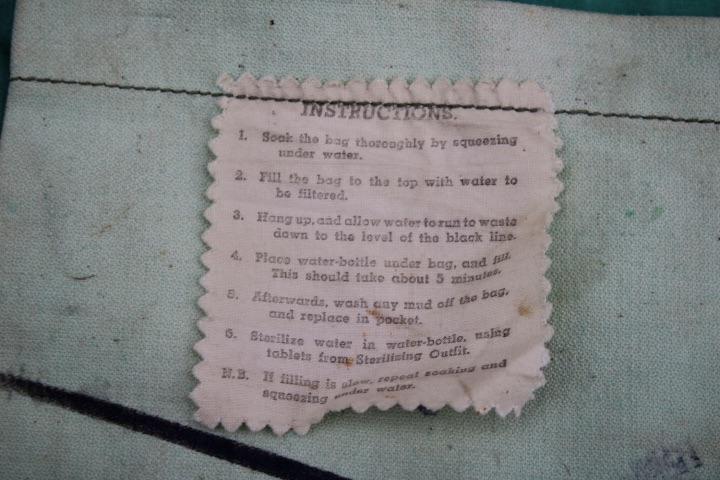 INSTRUCTIONS.
1. Soak the bag thoroughly by squeezing
under water.
2. Fill the bag to the top with water to
be filtered.
3. Hang up, and allow water to run to waste
down to the level of the black line.
4. Place water-bottle under bag, and fill.
This should take about 5 minutes.
5. Afterwards, wash any mud off the bag,
and replace in pocket.
6. Sterilize water in water-bottle, using
tablets from Sterilizing Outfit.
N.B. If filling is slow, repeat soaking and
squeezing under water.